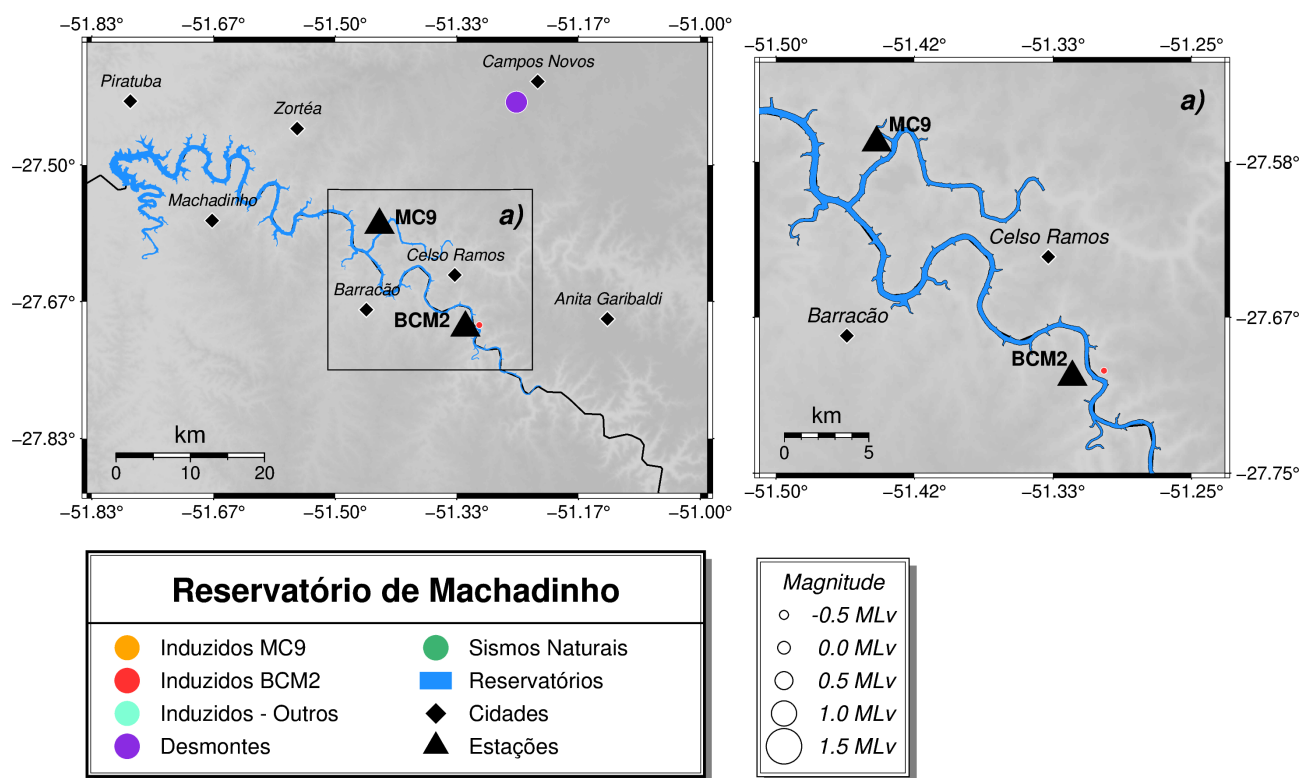 −51.83° −51.67° −51.50° −51.33° −51.17° −51.00°
Campos Novos
Piratuba
Zortéa
−27.50°
Machadinho
a)
MC9
Celso Ramos
−27.67°
Barracão
Anita Garibaldi
BCM2
−27.83°
km
0 10 20
−51.83° −51.67° −51.50° −51.33° −51.17° −51.00°
−51.50° −51.42° −51.33° −51.25°
a)
MC9
−27.58°
Celso Ramos
Barracão
−27.67°
BCM2
km
0 5
−27.75°
−51.50° −51.42° −51.33° −51.25°
Reservatório de Machadinho
Induzidos MC9
Induzidos BCM2
Induzidos - Outros
Desmontes
Sismos Naturais
Reservatórios
Cidades
Estações
Magnitude
-0.5 MLv
0.0 MLv
0.5 MLv
1.0 MLv
1.5 MLv